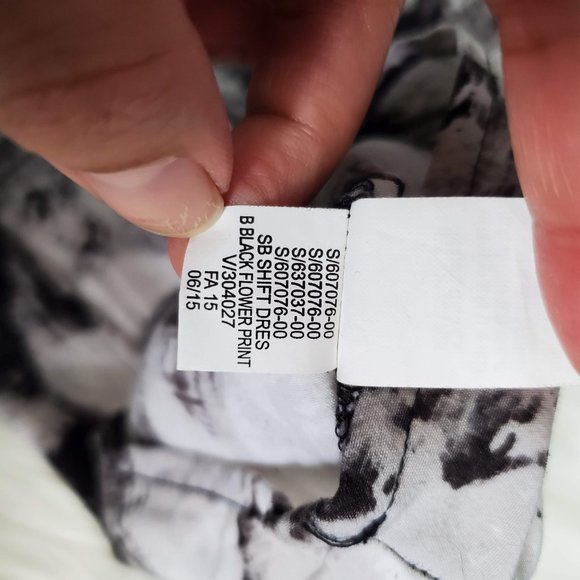 S/607076-00
S/607076-00
S/637037-00
S/607076-00
SB SHIFT DRES
B BLACK FLOWER PRINT
V/304027
FA 15
06/15